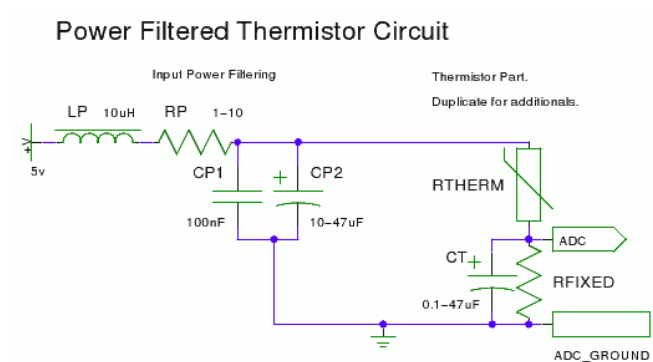 Power Filtered Thermistor Circuit
Input Power Filtering
Thermistor Part.
Duplicate for additionals.
LP 10uH RP 1-10
+V
5v
CP1
+ CP2
100nF
10-47uF
RTHERM
ADC
CT +
RFIXED
0.1-47uF
ADC_GROUND